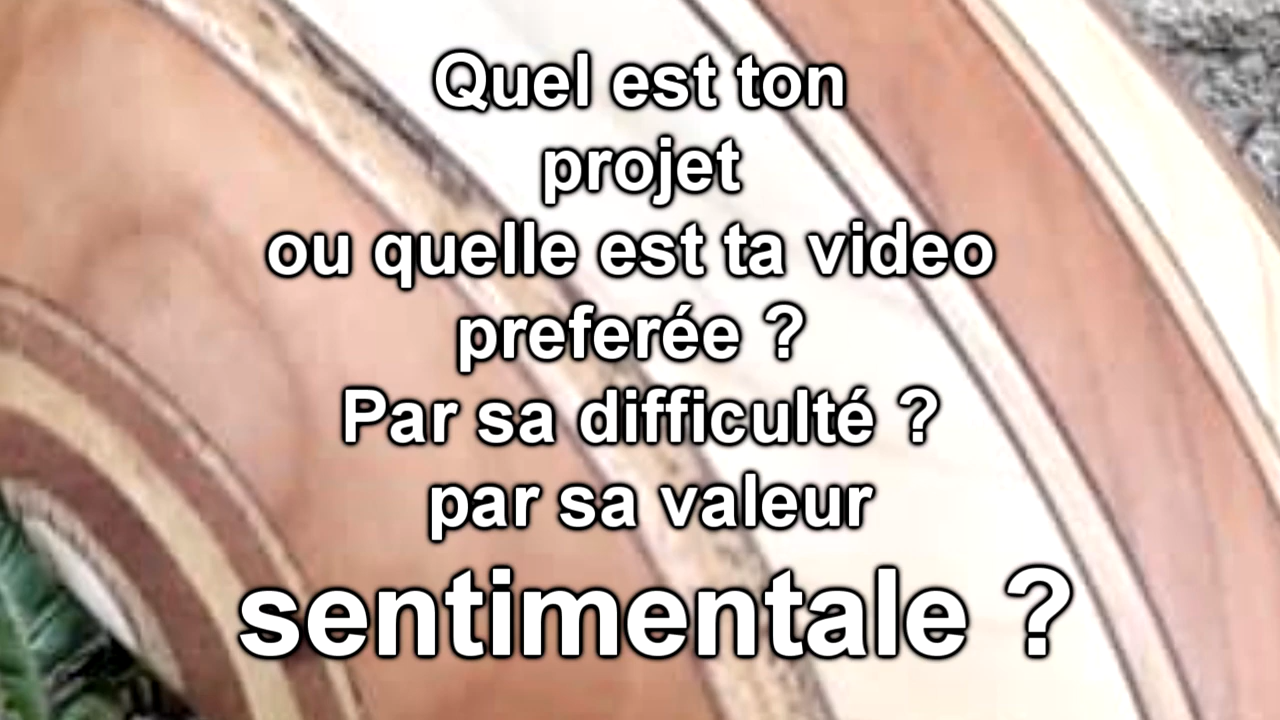 Quel est ton
projet
ou quelle est ta video
preferée ?
Par sa difficulté ?
par sa valeur
sentimentale ?